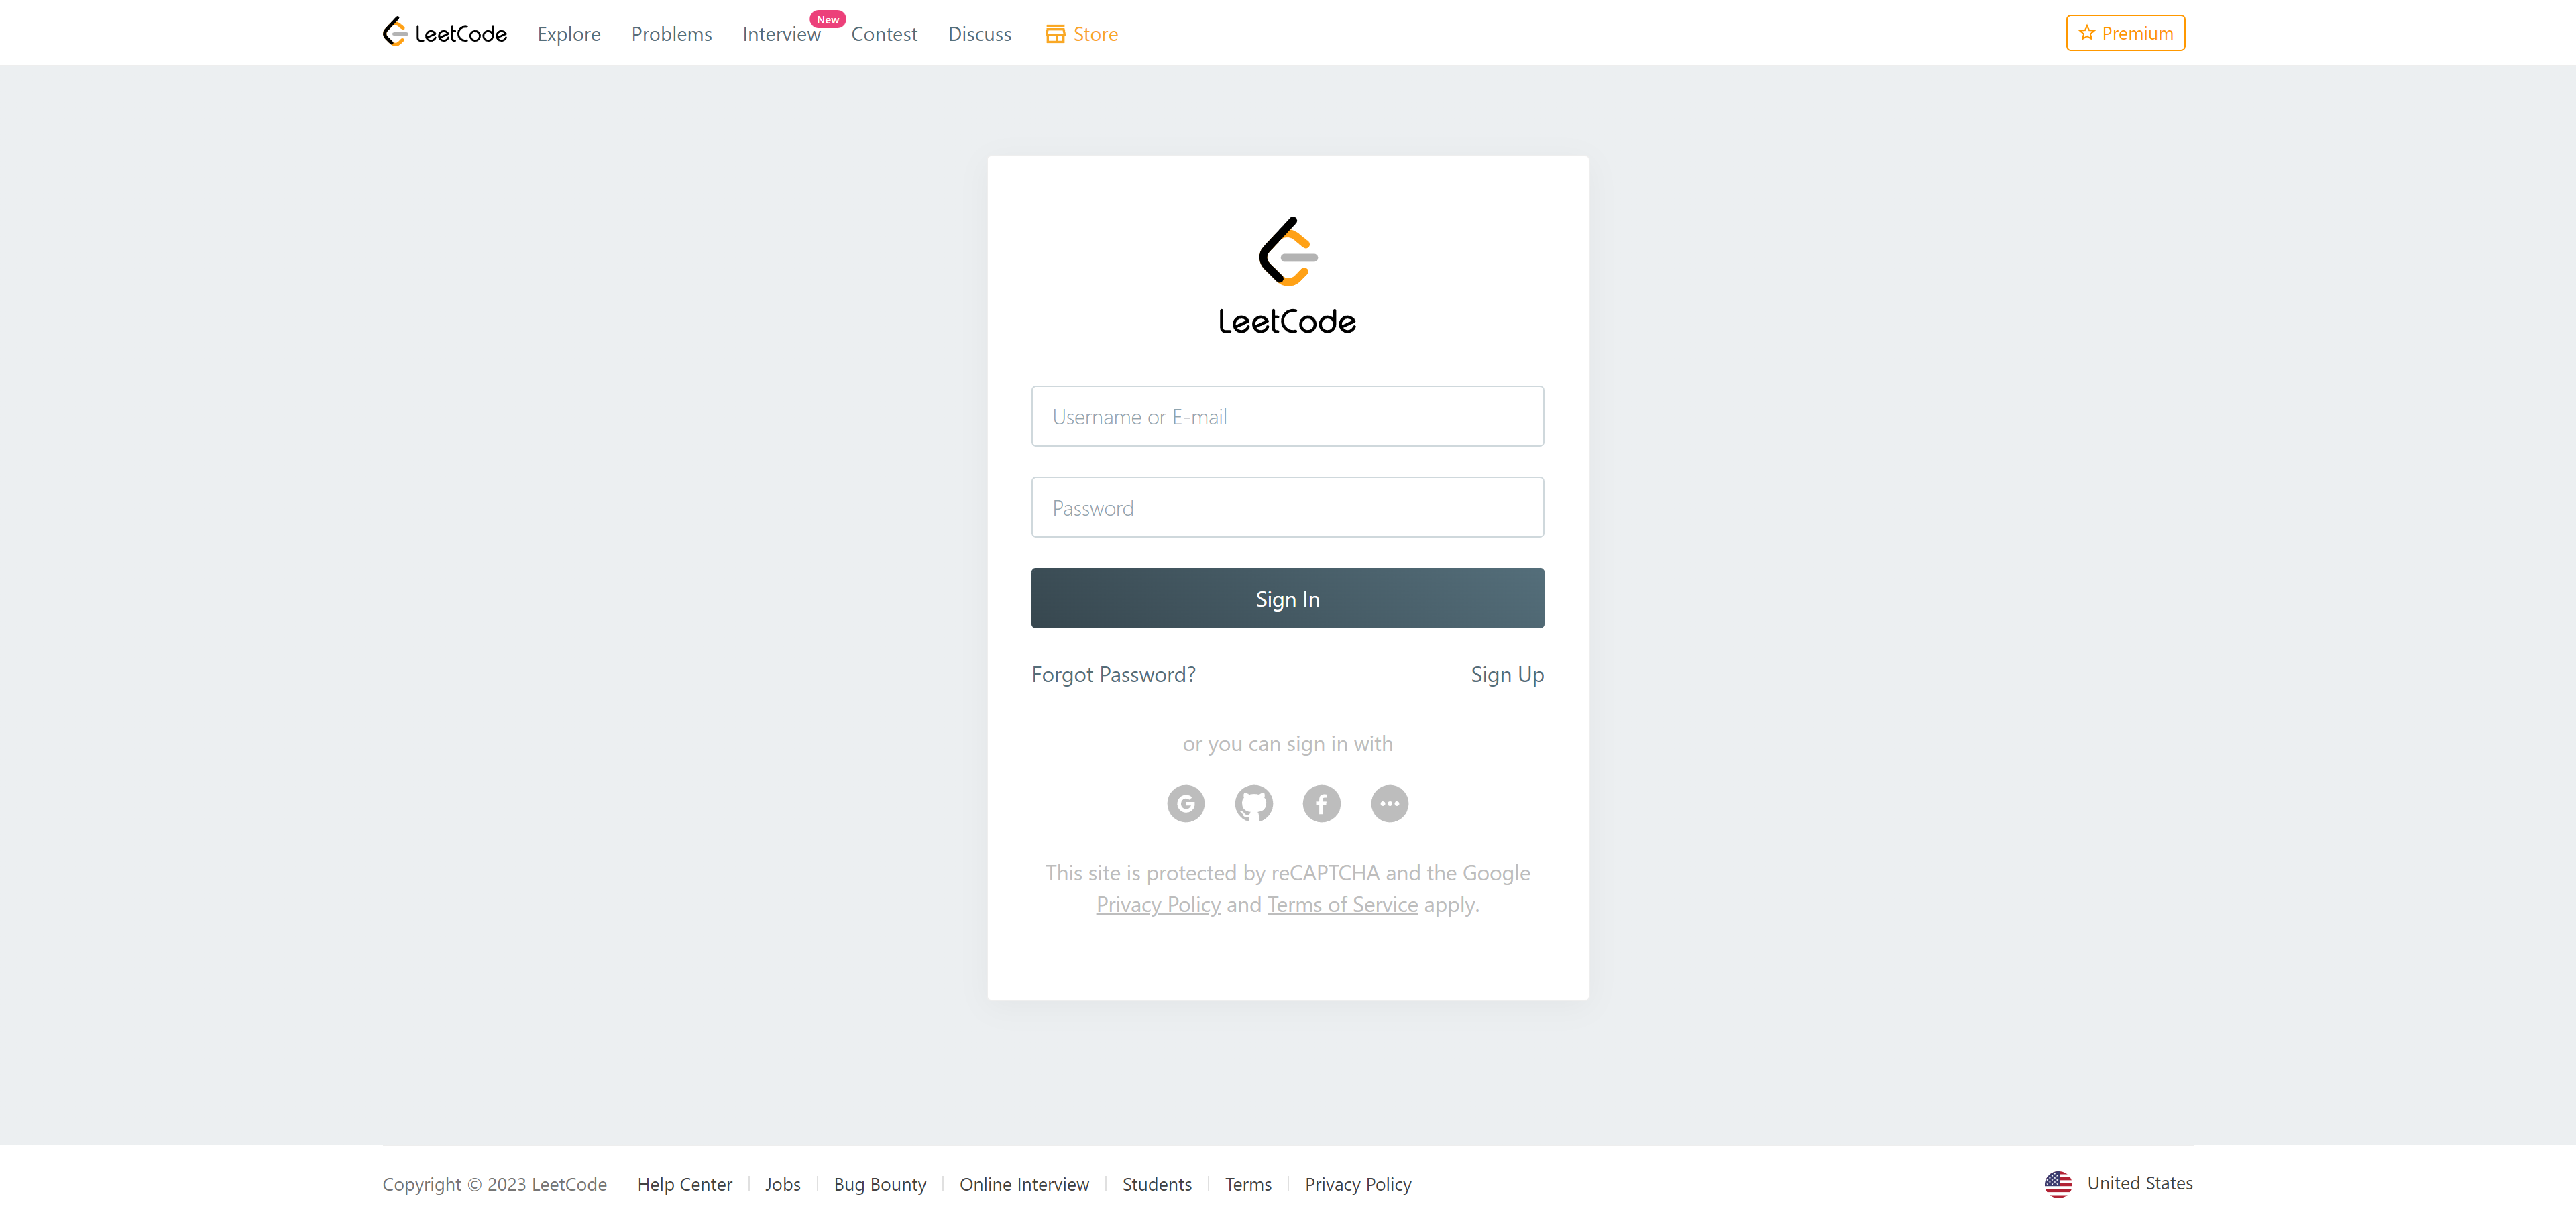 LeetCode Explore Problems Interview New Contest Discuss Store Premium
LeetCode
Username or E-mail
Password
Sign In
Forgot Password? Sign Up
or you can sign in with
This site is protected by reCAPTCHA and the Google
Privacy Policy and Terms of Service apply.
Copyright © 2023 LeetCode Help Center Jobs Bug Bounty Online Interview Students Terms Privacy Policy United States